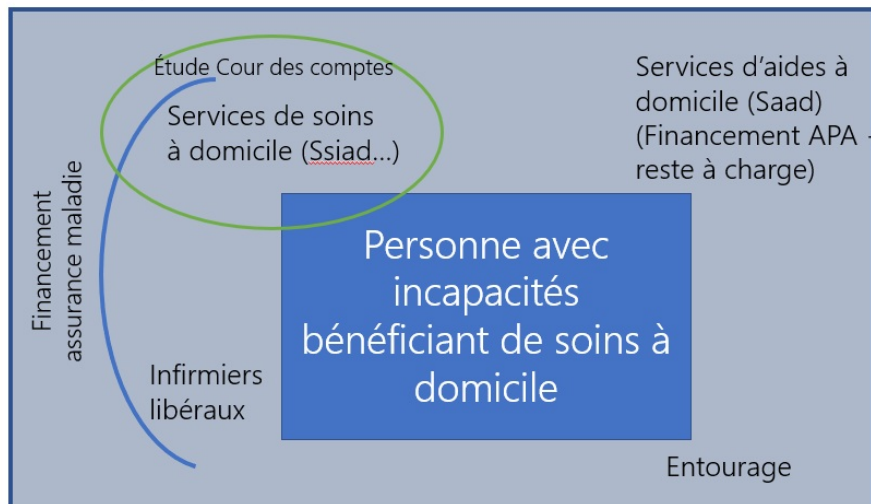 Étude Cour des comptes
Services de soins
à domicile (Ssiad...)
Services d'aides à
domicile (Saad)
(Financement APA -
reste à charge)
Financement
assurance maladie
Personne avec
incapacités
bénéficiant de soins à
domicile
Infirmiers
libéraux
Entourage